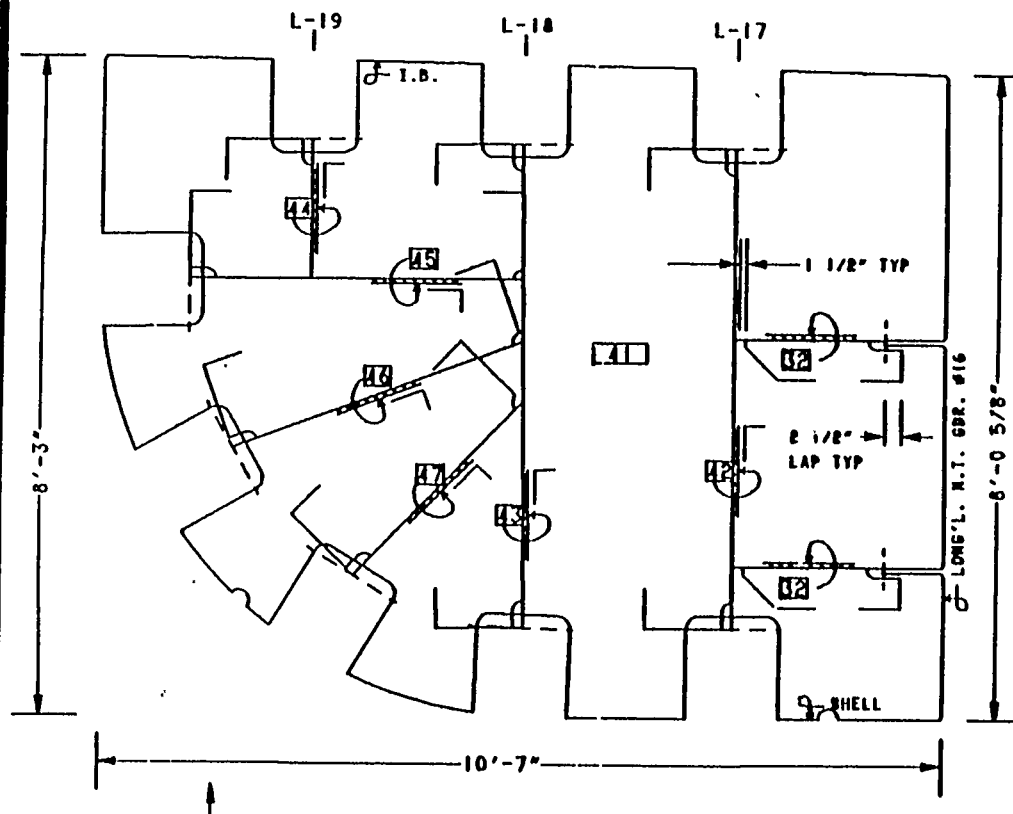 L-19
L-18
L-17
I.B.
44
45
1 1/2" TYP
41
32
46
8'-3"
2 1/2"
LAP TYP
47
42
43
LONG'L. N.T. GDR. #16
8'-0 5/8"
32
SHELL
10'-7"